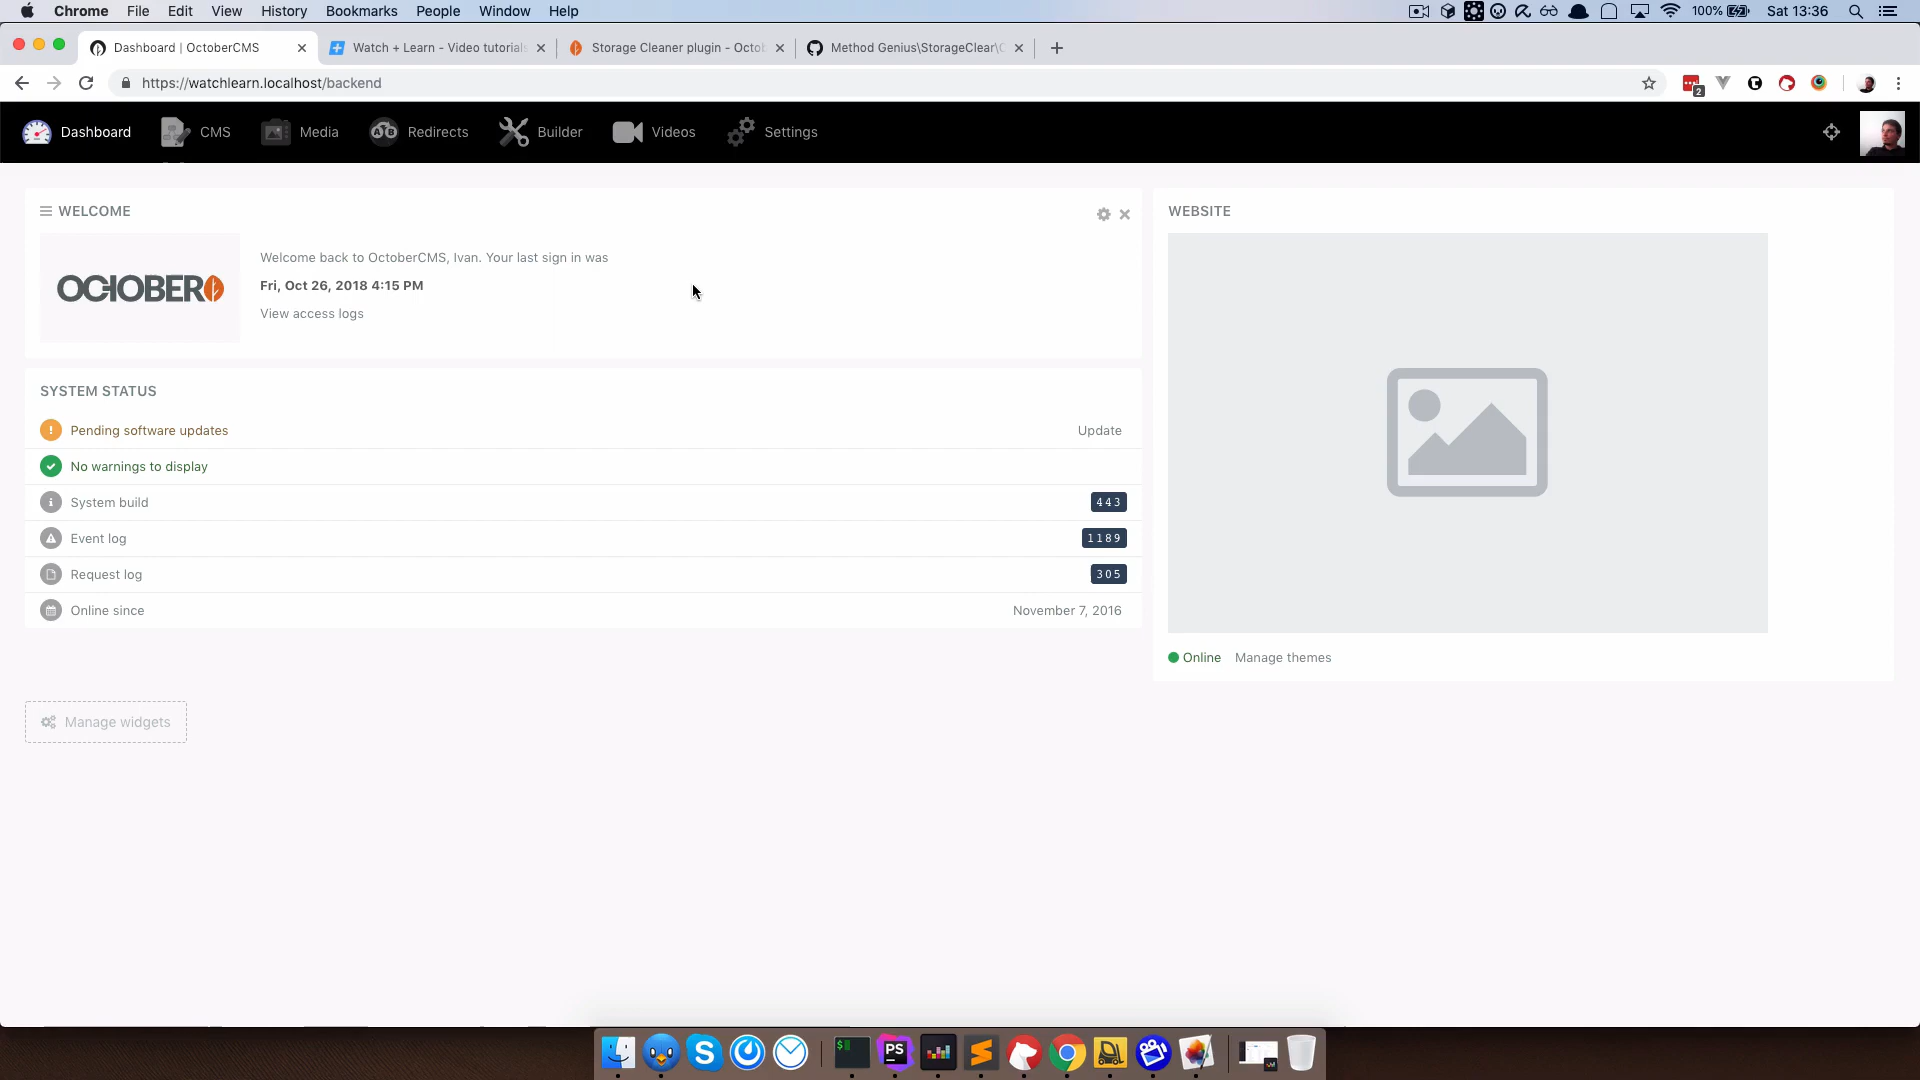 Chrome File Edit View History Bookmarks People Window Help 100% Sat 13:36
Dashboard | OctoberCMS Watch + Learn - Video tutorials Storage Cleaner plugin - Octob Method Genius\StorageClear\C
https://watchlearn.localhost/backend 2
Dashboard CMS Media Redirects Builder Videos Settings
WELCOME
OCTOBER
Welcome back to OctoberCMS, Ivan. Your last sign in was
Fri, Oct 26, 2018 4:15 PM
View access logs
WEBSITE
Online Manage themes
SYSTEM STATUS
Pending software updates Update
No warnings to display
System build 443
Event log 1189
Request log 305
Online since November 7, 2016
Manage widgets
$
PS